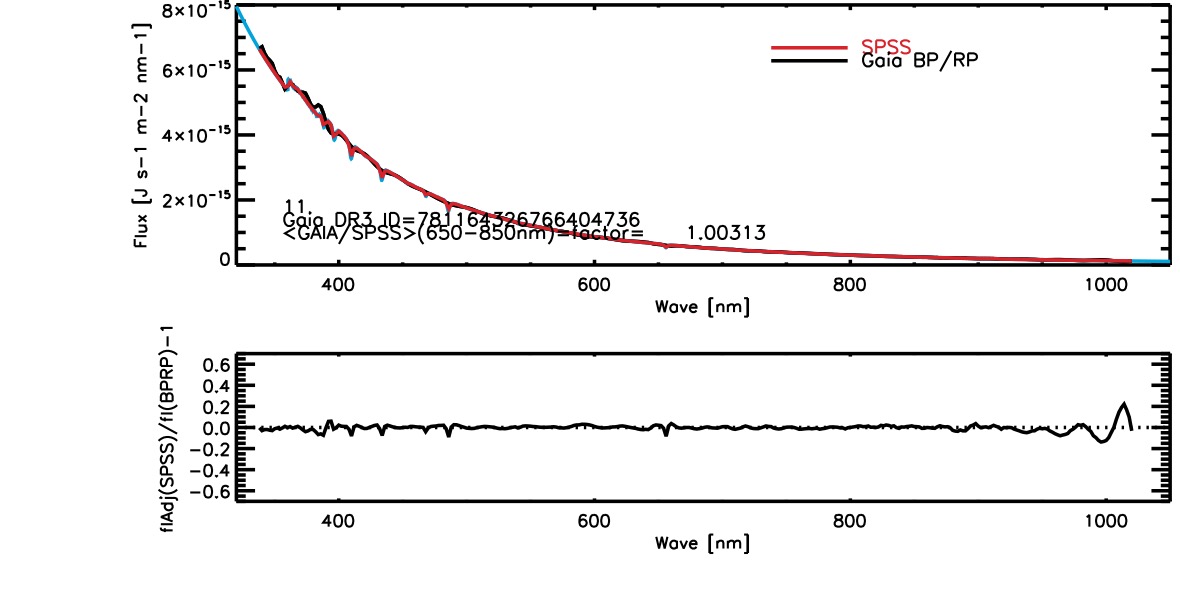 8×10⁻¹⁵
6×10⁻¹⁵
4×10⁻¹⁵
2×10⁻¹⁵
0
Flux [J s−1 m−2 nm−1]
SPSS
Gaia BP/RP
11
Gaia DR3 ID=781164326766404736
<GAIA/SPSS>(650−850nm)=factor= 1.00313
400 600 800 1000
Wave [nm]
flAdj(SPSS)/fl(BPRP)−1
0.6
0.4
0.2
0.0
−0.2
−0.4
−0.6
400 600 800 1000
Wave [nm]